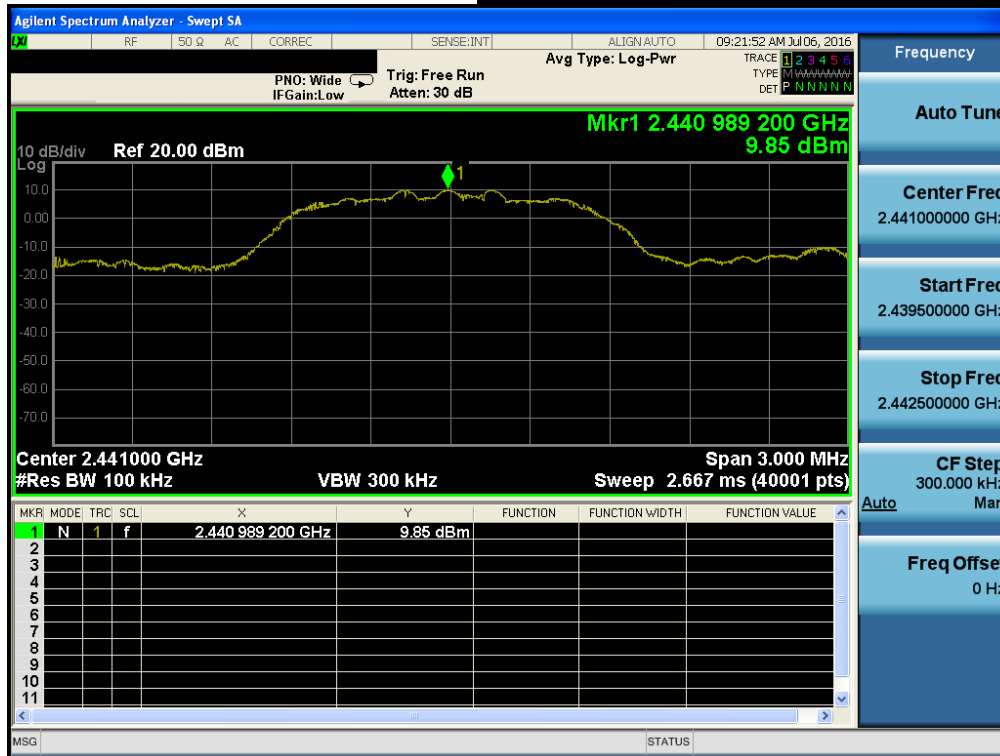 Agilent Spectrum Analyzer - Swept SA
LXI RF 50 Ω AC CORREC SENSE:INT ALIGN AUTO 09:21:52 AM Jul 06, 2016
PNO: Wide
IFGain:Low
Trig: Free Run
Atten: 30 dB
Avg Type: Log-Pwr
TRACE 1 2 3 4 5 6
TYPE M
DET P N N N N N
Mkr1 2.440 989 200 GHz
9.85 dBm
10 dB/div Ref 20.00 dBm
Log
1
10.0
0.00
-10.0
-20.0
-30.0
-40.0
-50.0
-60.0
-70.0
Center 2.441000 GHz Span 3.000 MHz
#Res BW 100 kHz VBW 300 kHz Sweep 2.667 ms (40001 pts)
MKR MODE TRC SCL X Y FUNCTION FUNCTION WIDTH FUNCTION VALUE
1 N 1 f 2.440 989 200 GHz 9.85 dBm
2
3
4
5
6
7
8
9
10
11
MSG STATUS
Frequency
Auto Tune
Center Freq
2.441000000 GHz
Start Freq
2.439500000 GHz
Stop Freq
2.442500000 GHz
CF Step
300.000 kHz
Auto Man
Freq Offset
0 Hz